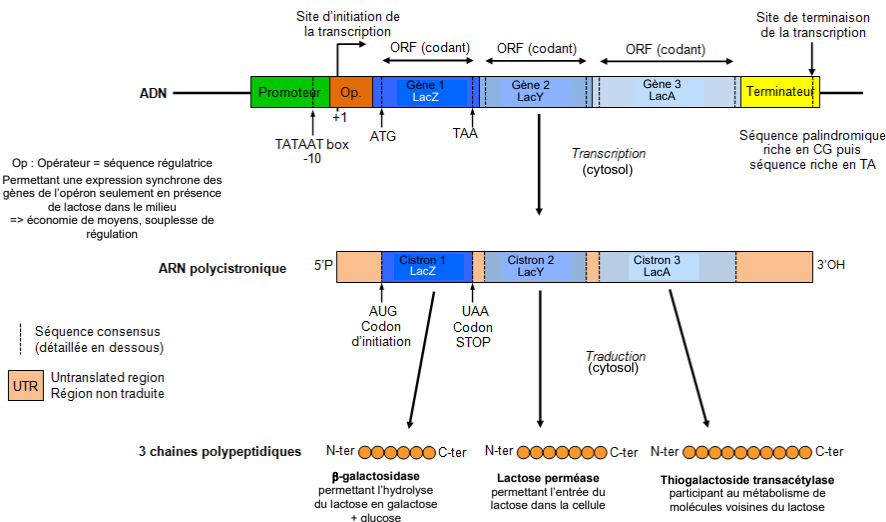 Site d'initiation de
la transcription
Site de terminaison
de la transcription
ORF (codant)
ORF (codant)
ORF (codant)
ADN
Promoteur
Op.
Gène 1
LacZ
Gène 2
LacY
Gène 3
LacA
Terminateur
+1
ATG
TAA
TATAAT box
-10
Séquence palindromique
riche en CG puis
séquence riche en TA
Op : Opérateur = séquence régulatrice
Permettant une expression synchrone des
gènes de l'opéron seulement en présence
de lactose dans le milieu
=> économie de moyens, souplesse de
régulation
Transcription
(cytosol)
ARN polycistronique
5'P
Cistron 1
LacZ
Cistron 2
LacY
Cistron 3
LacA
3'OH
AUG
Codon
d'initiation
UAA
Codon
STOP
Séquence consensus
(détaillée en dessous)
UTR
Untranslated region
Région non traduite
Traduction
(cytosol)
3 chaines polypeptidiques
N-ter
C-ter
N-ter
C-ter
N-ter
C-ter
β-galactosidase
permettant l'hydrolyse
du lactose en galactose
+ glucose
Lactose perméase
permettant l'entrée du
lactose dans la cellule
Thiogalactoside transacétylase
participant au métabolisme de
molécules voisines du lactose